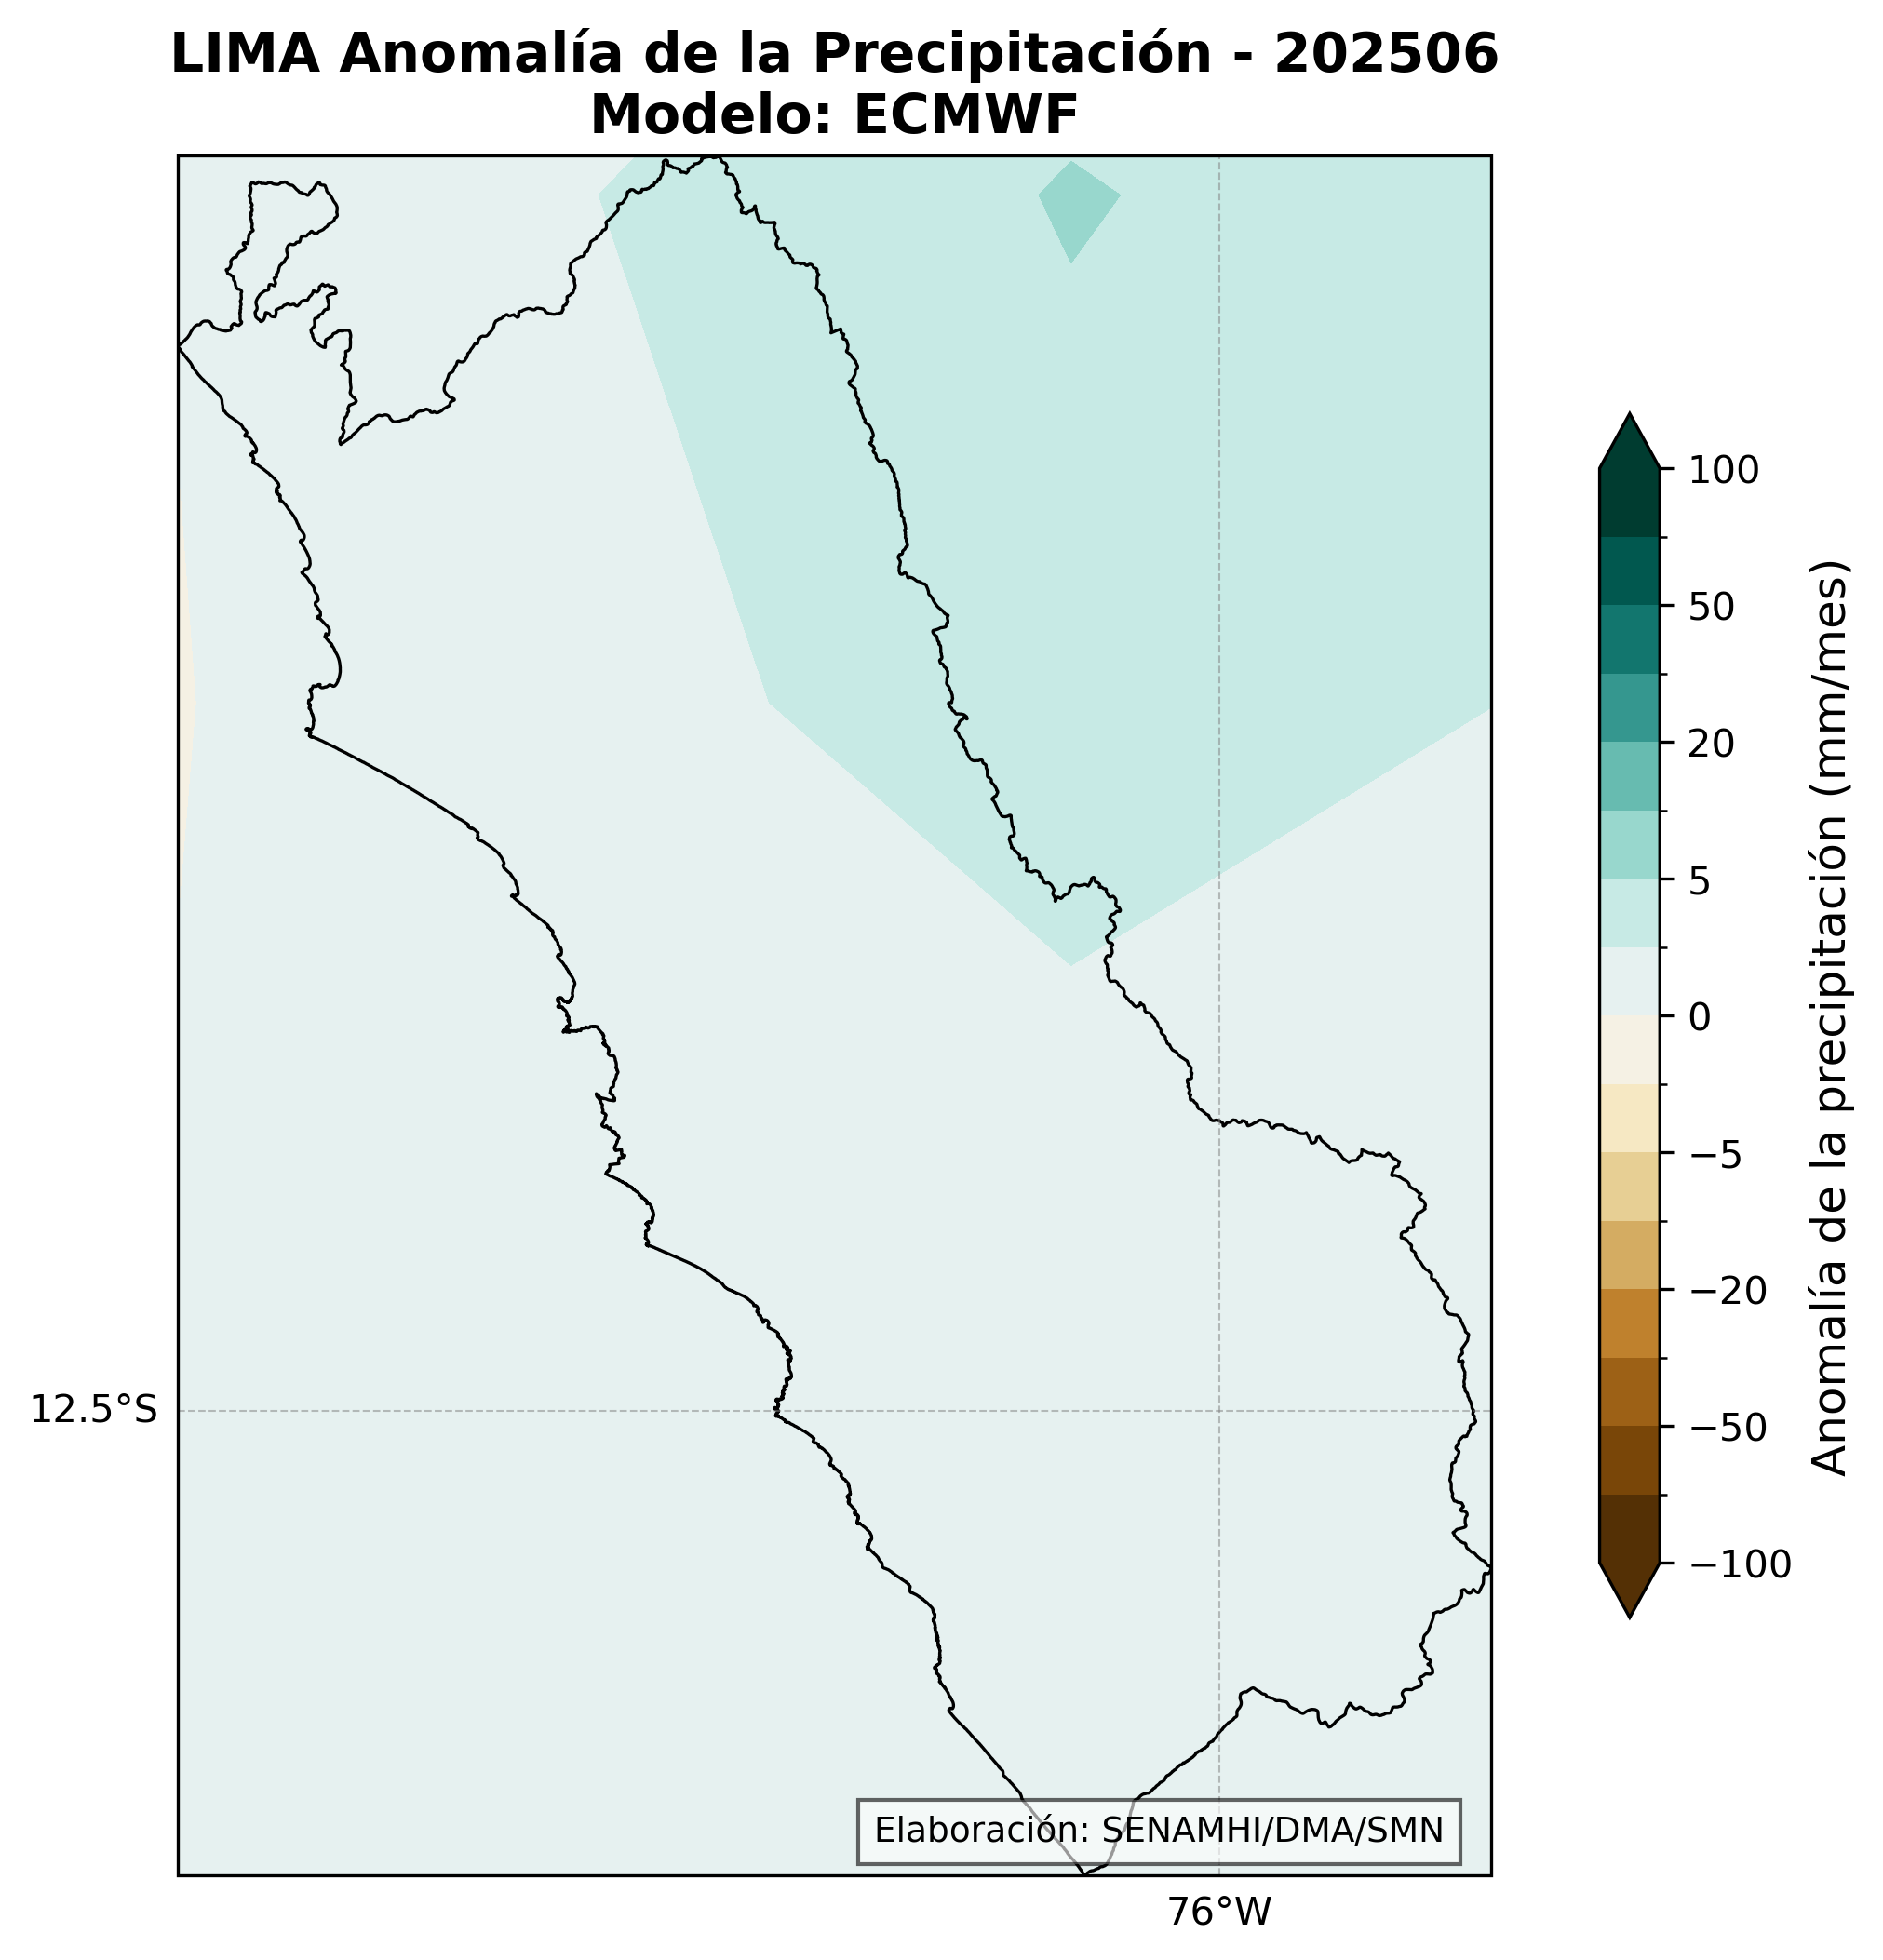 LIMA Anomalía de la Precipitación - 202506
Modelo: ECMWF
100
50
20
5
0
−5
−20
−50
−100
Anomalía de la precipitación (mm/mes)
12.5°S
Elaboración: SENAMHI/DMA/SMN
76°W